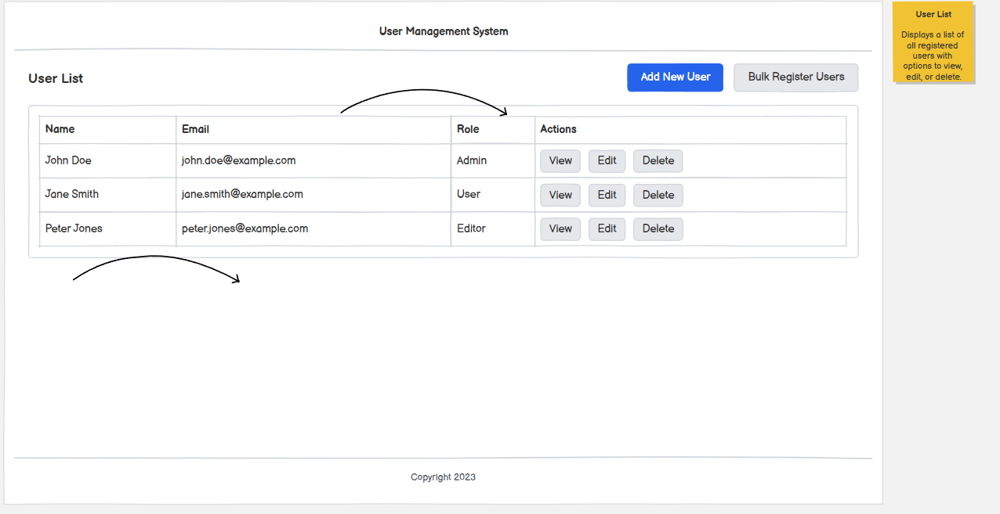 User Management System
User List
Add New User
Bulk Register Users
Name Email Role Actions
John Doe john.doe@example.com Admin View Edit Delete
Jane Smith jane.smith@example.com User View Edit Delete
Peter Jones peter.jones@example.com Editor View Edit Delete
Copyright 2023
User List
Displays a list of
all registered
users with
options to view,
edit, or delete.